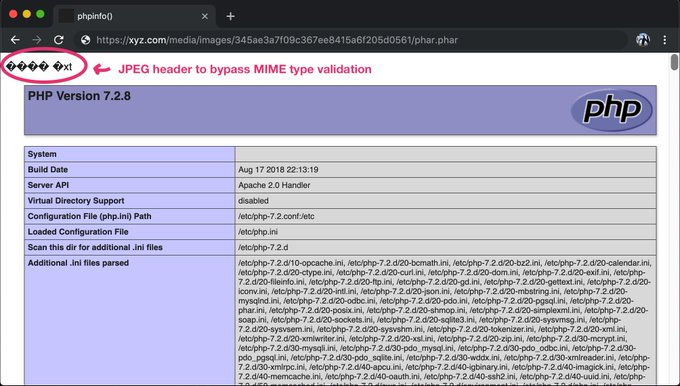 phpinfo()
https://xyz.com/media/images/345ae3a7f09c367ee8415a6f205d0561/phar.phar
���� �xt
JPEG header to bypass MIME type validation
PHP Version 7.2.8
php
System
Build Date Aug 17 2018 22:13:19
Server API Apache 2.0 Handler
Virtual Directory Support disabled
Configuration File (php.ini) Path /etc/php-7.2.conf:/etc
Loaded Configuration File /etc/php.ini
Scan this dir for additional .ini files /etc/php-7.2.d
Additional .ini files parsed /etc/php-7.2.d/10-opcache.ini, /etc/php-7.2.d/20-bcmath.ini, /etc/php-7.2.d/20-bz2.ini, /etc/php-7.2.d/20-calendar.ini,
/etc/php-7.2.d/20-ctype.ini, /etc/php-7.2.d/20-curl.ini, /etc/php-7.2.d/20-dom.ini, /etc/php-7.2.d/20-exif.ini, /etc/php-
7.2.d/20-fileinfo.ini, /etc/php-7.2.d/20-ftp.ini, /etc/php-7.2.d/20-gd.ini, /etc/php-7.2.d/20-gettext.ini, /etc/php-7.2.d/20-
iconv.ini, /etc/php-7.2.d/20-intl.ini, /etc/php-7.2.d/20-json.ini, /etc/php-7.2.d/20-mbstring.ini, /etc/php-7.2.d/20-
mysqlnd.ini, /etc/php-7.2.d/20-odbc.ini, /etc/php-7.2.d/20-pdo.ini, /etc/php-7.2.d/20-pgsql.ini, /etc/php-7.2.d/20-
phar.ini, /etc/php-7.2.d/20-posix.ini, /etc/php-7.2.d/20-shmop.ini, /etc/php-7.2.d/20-simplexml.ini, /etc/php-7.2.d/20-
soap.ini, /etc/php-7.2.d/20-sockets.ini, /etc/php-7.2.d/20-sqlite3.ini, /etc/php-7.2.d/20-sysvmsg.ini, /etc/php-7.2.d/20-
sysvsem.ini, /etc/php-7.2.d/20-sysvshm.ini, /etc/php-7.2.d/20-tokenizer.ini, /etc/php-7.2.d/20-xml.ini,
/etc/php-7.2.d/20-xmlwriter.ini, /etc/php-7.2.d/20-xsl.ini, /etc/php-7.2.d/20-zip.ini, /etc/php-7.2.d/30-mcrypt.ini,
/etc/php-7.2.d/30-mysqli.ini, /etc/php-7.2.d/30-pdo_mysql.ini, /etc/php-7.2.d/30-pdo_odbc.ini, /etc/php-7.2.d/30-
pdo_pgsql.ini, /etc/php-7.2.d/30-pdo_sqlite.ini, /etc/php-7.2.d/30-wddx.ini, /etc/php-7.2.d/30-xmlreader.ini, /etc/php-
7.2.d/30-xmlrpc.ini, /etc/php-7.2.d/40-apcu.ini, /etc/php-7.2.d/40-igbinary.ini, /etc/php-7.2.d/40-imagick.ini, /etc/php-
7.2.d/40-memcache.ini, /etc/php-7.2.d/40-oauth.ini, /etc/php-7.2.d/40-ssh2.ini, /etc/php-7.2.d/40-uuid.ini, /etc/php-